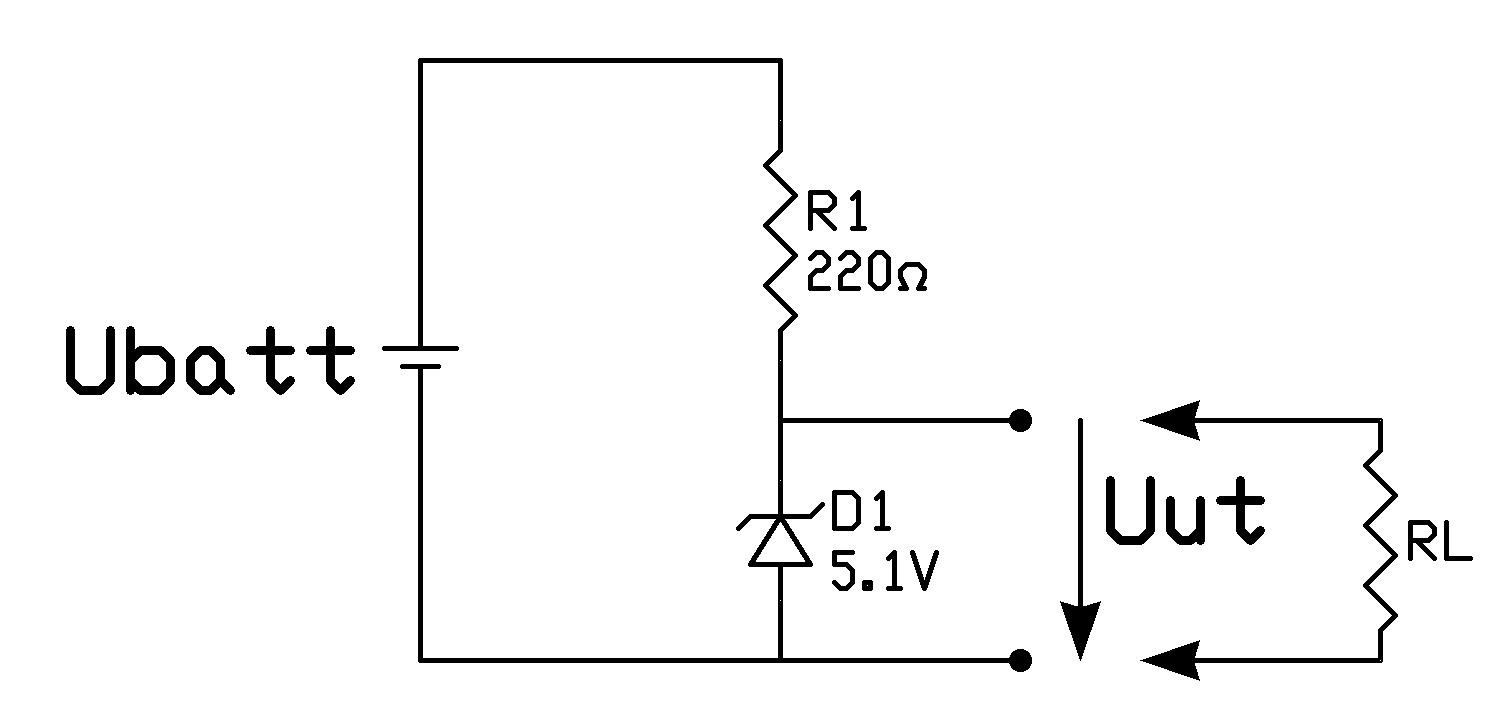 R1
220Ω
Ubatt
D1
5.1V
Uut
RL